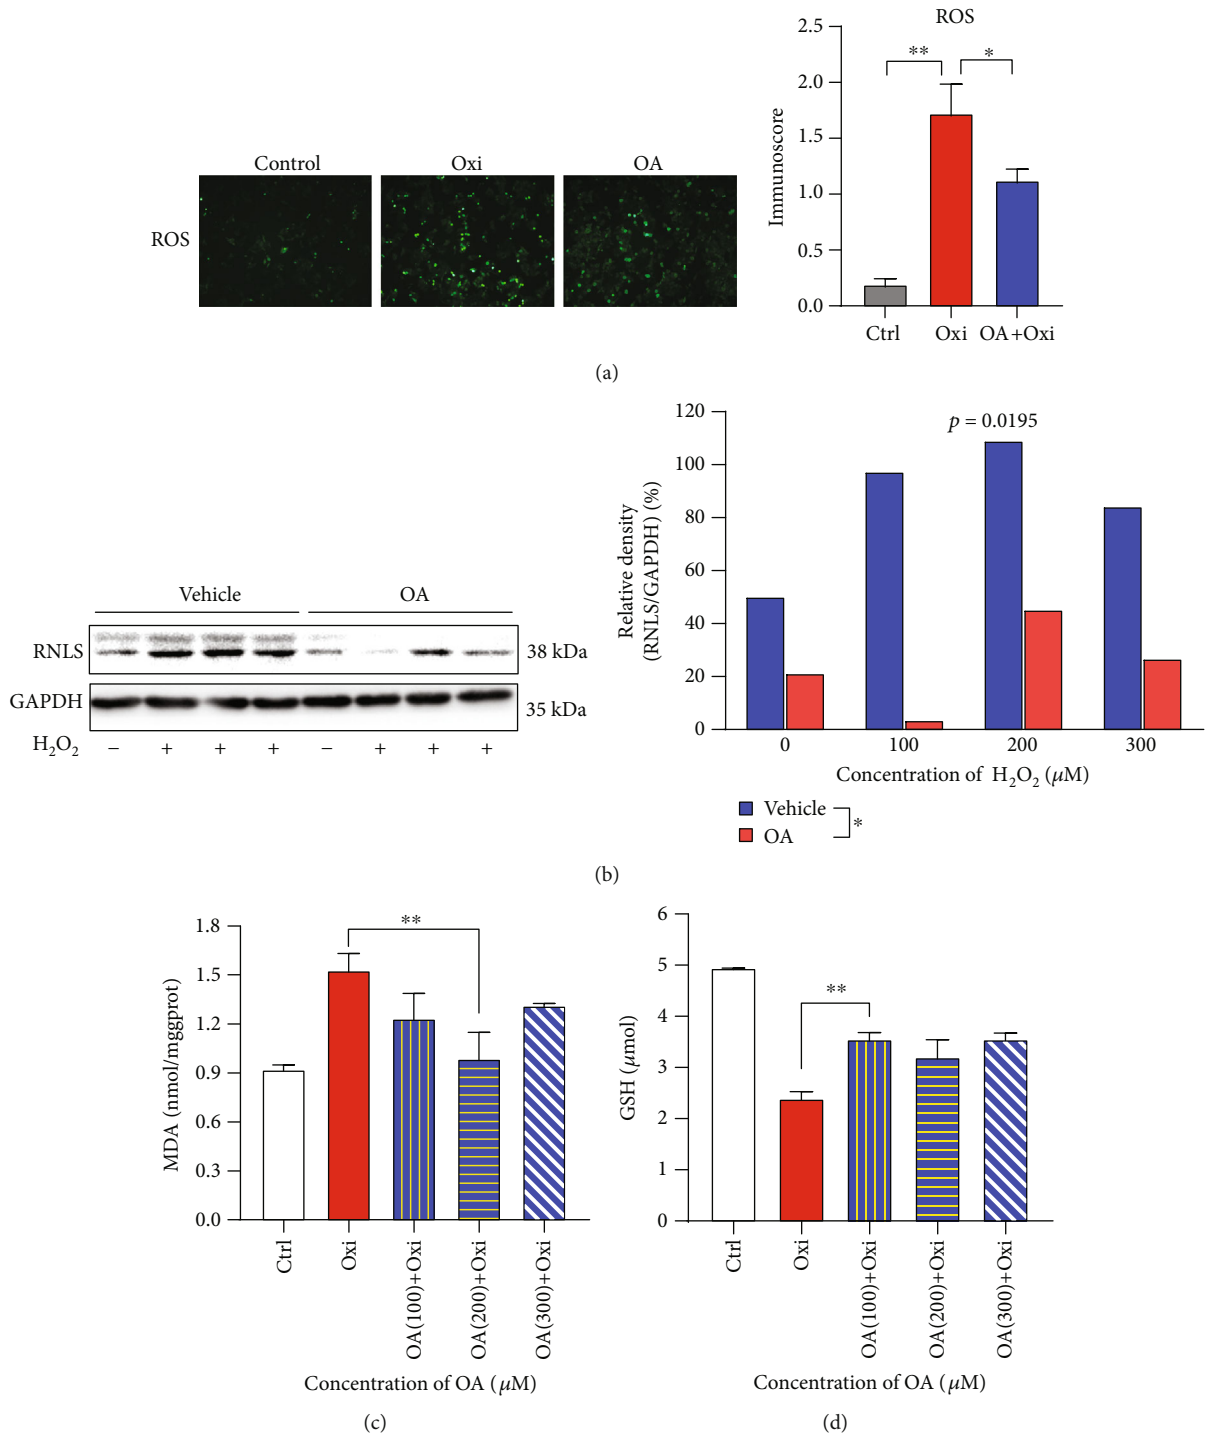 ROS
Control
Oxi
OA
ROS
Immunoscore
2.5
2.0
1.5
1.0
0.5
0.0
**
*
Ctrl
Oxi
OA+Oxi
(a)
Vehicle
OA
RNLS
38 kDa
GAPDH
35 kDa
H₂O₂
− + + + − + + +
Relative density
(RNLS/GAPDH) (%)
120
100
80
60
40
20
0
p = 0.0195
0
100
200
300
Concentration of H₂O₂ (μM)
Vehicle
OA
*
(b)
MDA (nmol/mggprot)
1.8
1.5
1.2
0.9
0.6
0.3
0.0
**
Ctrl
Oxi
OA(100)+Oxi
OA(200)+Oxi
OA(300)+Oxi
Concentration of OA (μM)
(c)
GSH (μmol)
6
5
4
3
2
1
0
**
Ctrl
Oxi
OA(100)+Oxi
OA(200)+Oxi
OA(300)+Oxi
Concentration of OA (μM)
(d)